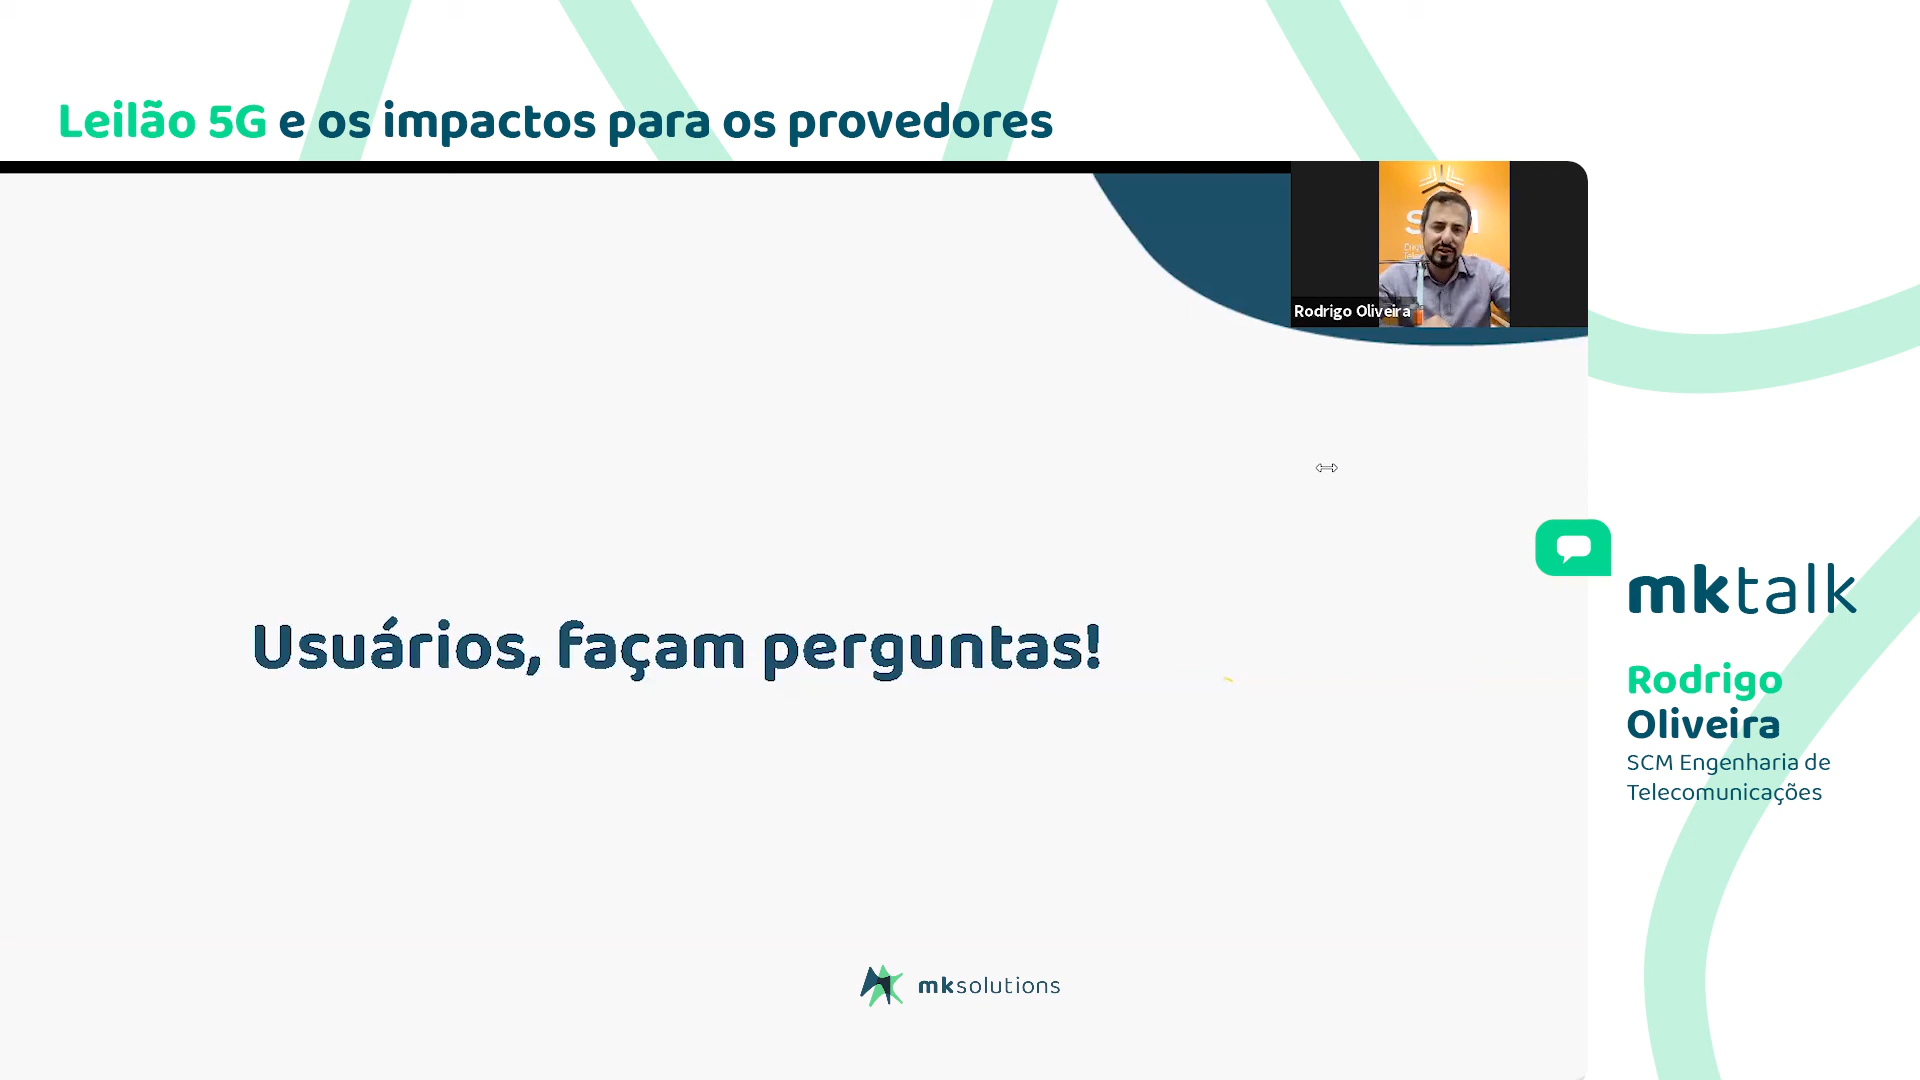 Leilão 5G e os impactos para os provedores
Rodrigo Oliveira
Usuários, façam perguntas!
mktalk
Rodrigo
Oliveira
SCM Engenharia de
Telecomunicações
mksolutions